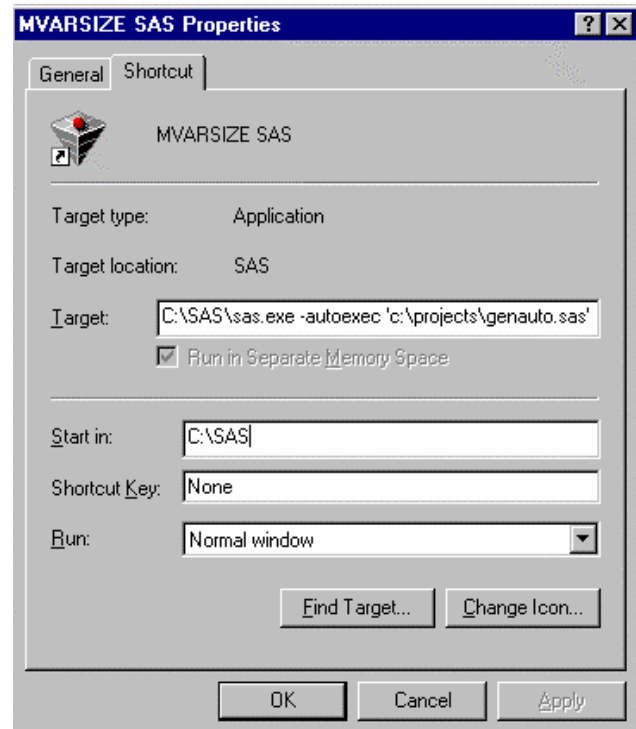 MVARSIZE SAS Properties ? X
General Shortcut
MVARSIZE SAS
Target type: Application
Target location: SAS
Target: C:\SAS\sas.exe -autoexec 'c:\projects\genauto.sas'
Run in Separate Memory Space
Start in: C:\SAS
Shortcut Key: None
Run: Normal window
Find Target... Change Icon...
OK Cancel Apply